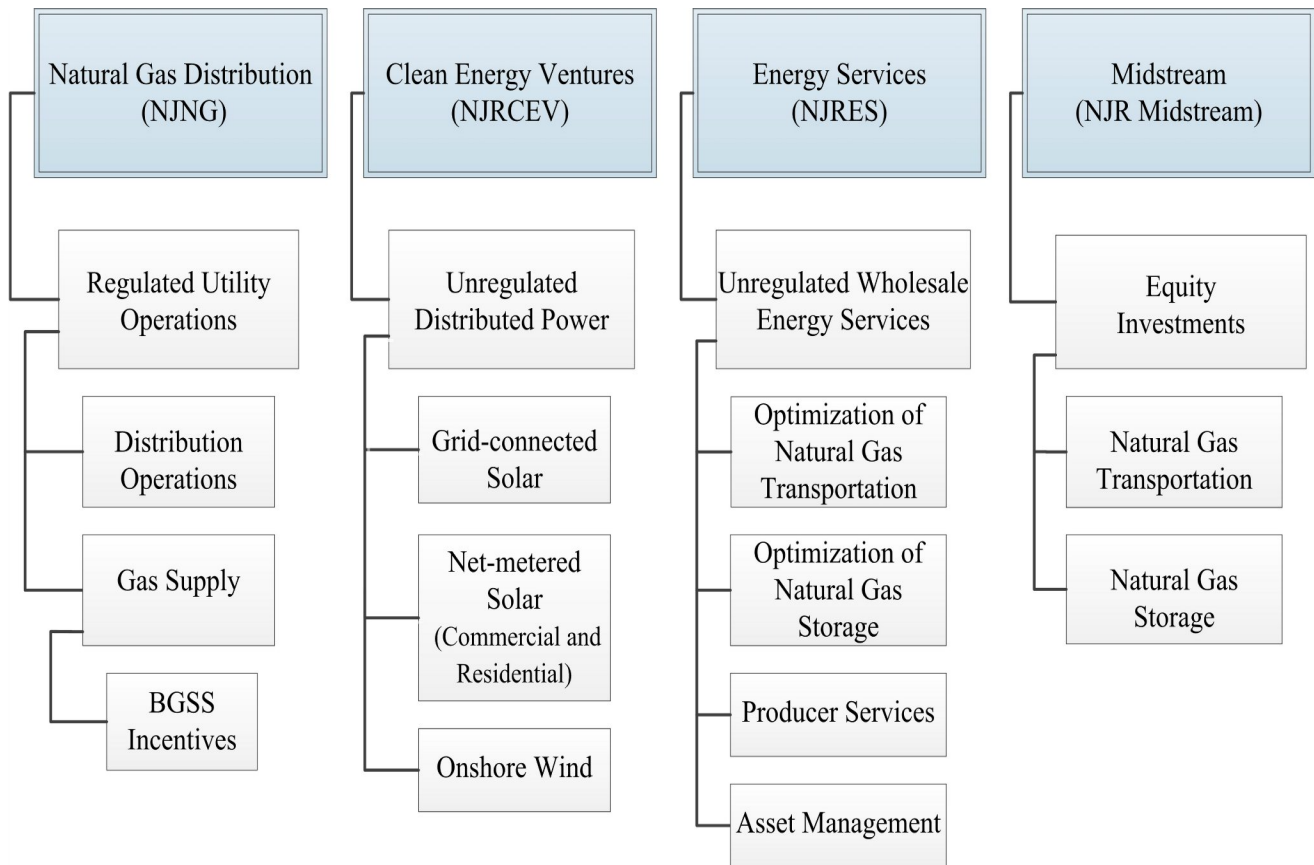 Natural Gas Distribution
(NJNG)
Regulated Utility
Operations
Distribution
Operations
Gas Supply
BGSS
Incentives
Clean Energy Ventures
(NJRCEV)
Unregulated
Distributed Power
Grid-connected
Solar
Net-metered
Solar
(Commercial and
Residential)
Onshore Wind
Energy Services
(NJRES)
Unregulated Wholesale
Energy Services
Optimization of
Natural Gas
Transportation
Optimization of
Natural Gas
Storage
Producer Services
Asset Management
Midstream
(NJR Midstream)
Equity
Investments
Natural Gas
Transportation
Natural Gas
Storage